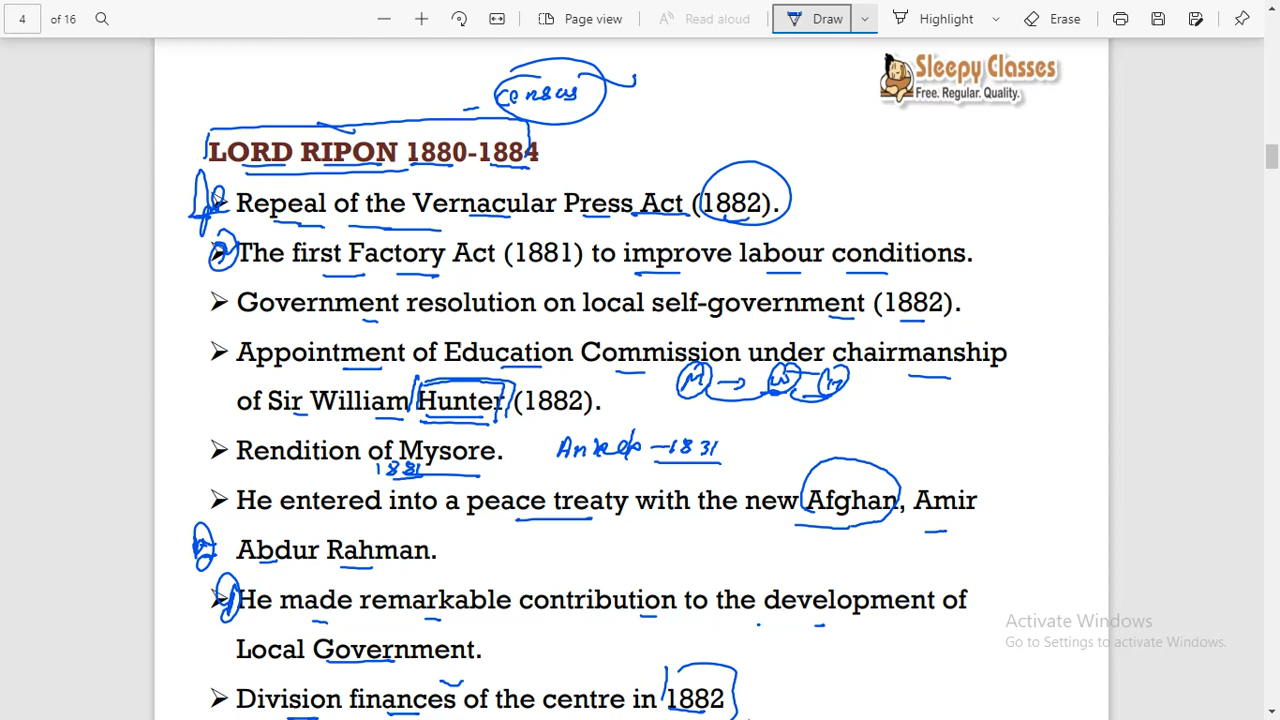 4 of 16 Page view Read aloud Draw Highlight Erase
Sleepy Classes
Free. Regular. Quality.
census
LORD RIPON 1880-1884
➢ Repeal of the Vernacular Press Act (1882).
➢ The first Factory Act (1881) to improve labour conditions.
➢ Government resolution on local self-government (1882).
➢ Appointment of Education Commission under chairmanship
of Sir William Hunter (1882).
➢ Rendition of Mysore. 1831
1881
➢ He entered into a peace treaty with the new Afghan, Amir
Abdur Rahman.
➢ He made remarkable contribution to the development of
Local Government.
➢ Division finances of the centre in 1882
Activate Windows
Go to Settings to activate Windows.